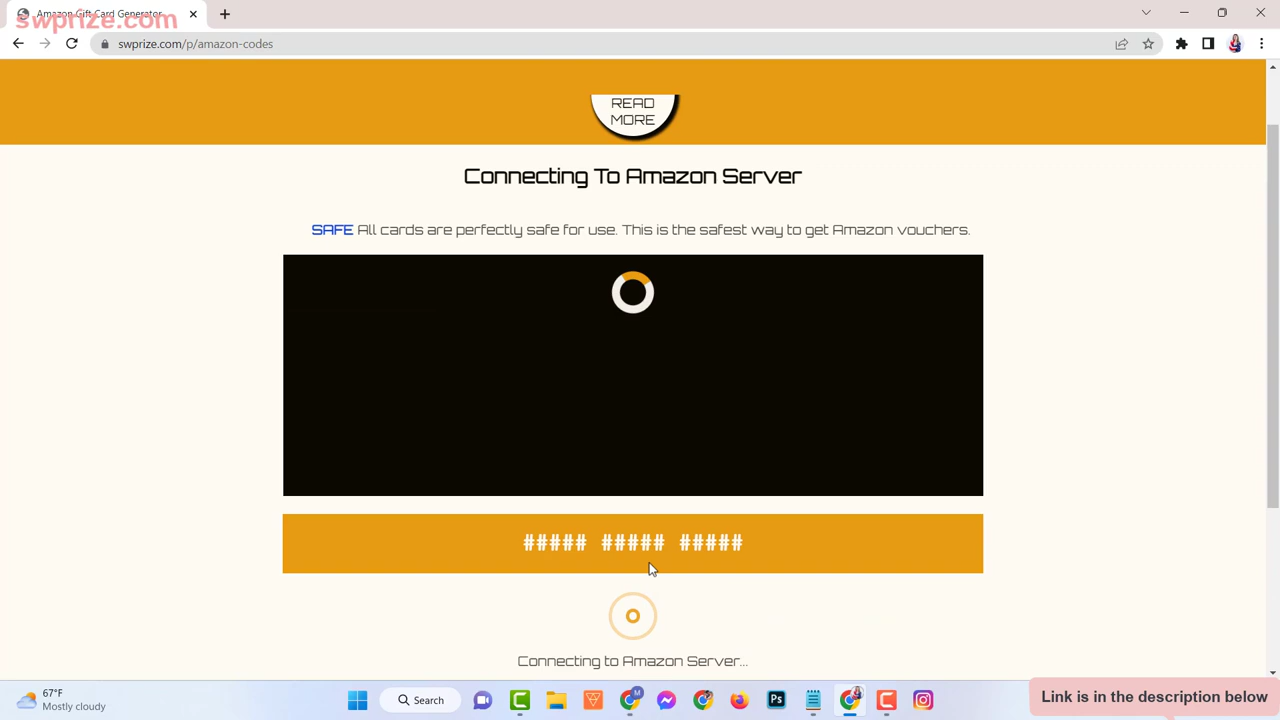 Amazon Gift Card Generator
swprize.com
swprize.com/p/amazon-codes
READ
MORE
Connecting To Amazon Server
SAFE All cards are perfectly safe for use. This is the safest way to get Amazon vouchers.
##### ##### #####
Connecting to Amazon Server...
67°F
Mostly cloudy
Search
M
Ps
Link is in the description below